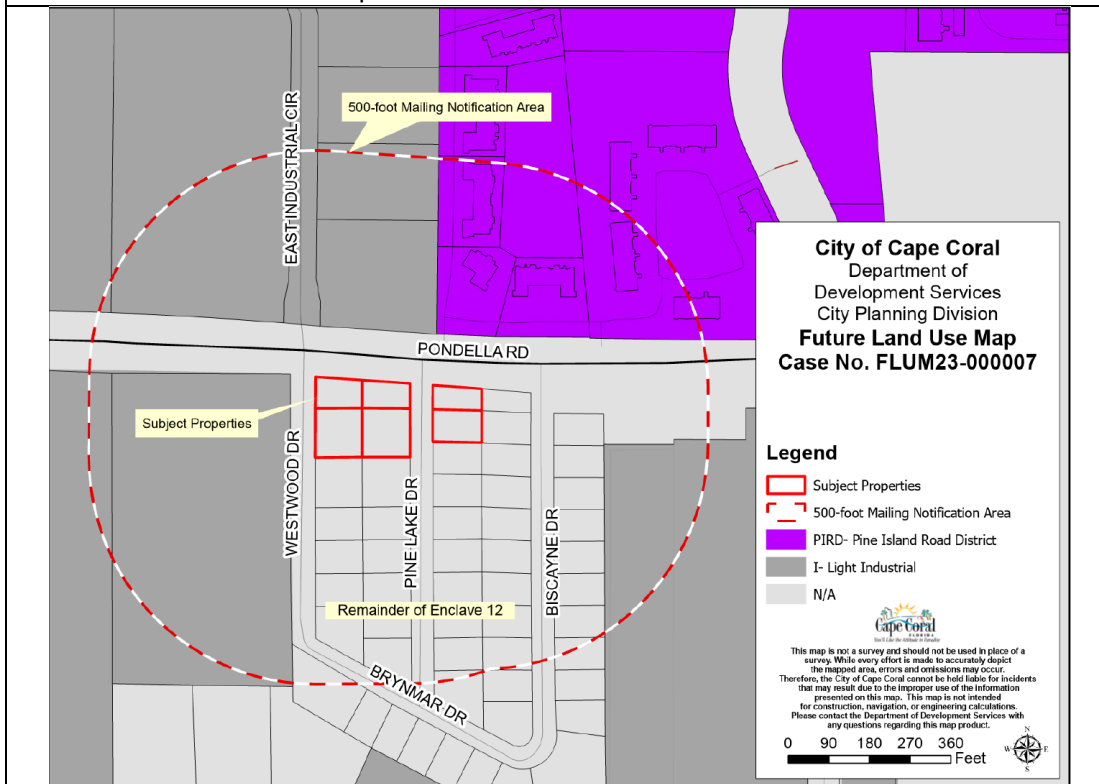 500-foot Mailing Notification Area
EAST INDUSTRIAL CIR
PONDELLA RD
Subject Properties
WESTWOOD DR
PINE LAKE DR
BISCAYNE DR
Remainder of Enclave 12
BRYNMAR DR
City of Cape Coral
Department of
Development Services
City Planning Division
Future Land Use Map
Case No. FLUM23-000007
Legend
Subject Properties
500-foot Mailing Notification Area
PIRD- Pine Island Road District
I- Light Industrial
N/A
Cape Coral
FLORIDA
This map is not a survey and should not be used in place of a
survey. While every effort is made to accurately depict
the mapped area, errors and omissions may occur.
Therefore, the City of Cape Coral cannot be held liable for incidents
that may result due to the improper use of the information
presented on this map. This map is not intended
for construction, navigation, or engineering calculations.
Please contact the Department of Development Services with
any questions regarding this map product.
0 90 180 270 360
Feet
N
W E
S